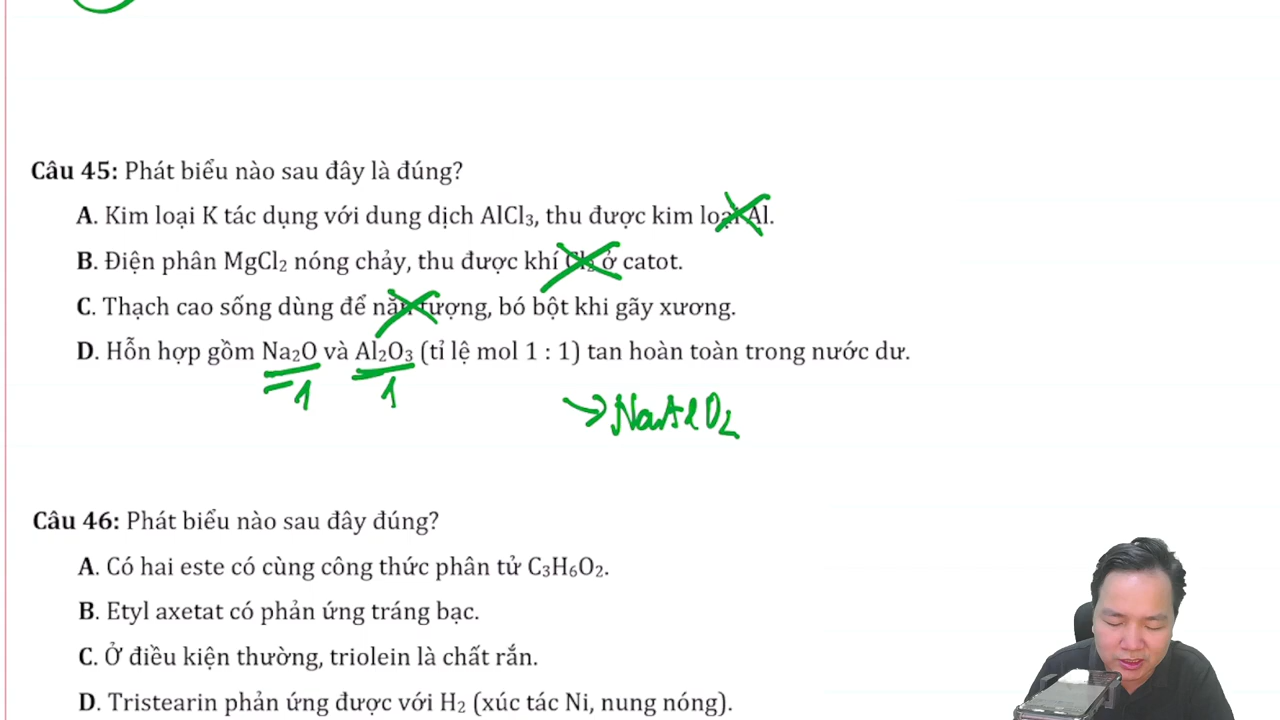 Câu 45: Phát biểu nào sau đây là đúng?
A. Kim loại K tác dụng với dung dịch AlCl₃, thu được kim loại Al.
B. Điện phân MgCl₂ nóng chảy, thu được khí Cl₂ ở catot.
C. Thạch cao sống dùng để nặn tượng, bó bột khi gãy xương.
D. Hỗn hợp gồm Na₂O và Al₂O₃ (tỉ lệ mol 1 : 1) tan hoàn toàn trong nước dư.
1 1
→ NaAlO₂
Câu 46: Phát biểu nào sau đây đúng?
A. Có hai este có cùng công thức phân tử C₃H₆O₂.
B. Etyl axetat có phản ứng tráng bạc.
C. Ở điều kiện thường, triolein là chất rắn.
D. Tristearin phản ứng được với H₂ (xúc tác Ni, nung nóng).